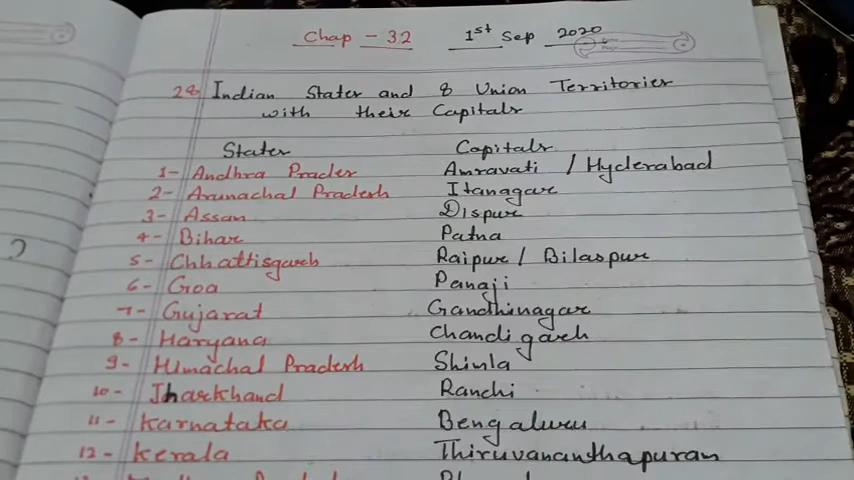 Chap - 32 1st Sep 2020
28 Indian States and 8 Union Territories
with their Capitals
States Capitals
1- Andhra Prades Amravati / Hyderabad
2- Arunachal Pradesh Itanagar
3- Assam Dispur
4- Bihar Patna
5- Chhattisgarh Raipur / Bilaspur
6- Goa Panaji
7- Gujarat Gandhinagar
8- Haryana Chandigarh
9- Himachal Pradesh Shimla
10- Jharkhand Ranchi
11- Karnataka Bengaluru
12- Kerala Thiruvananthapuram